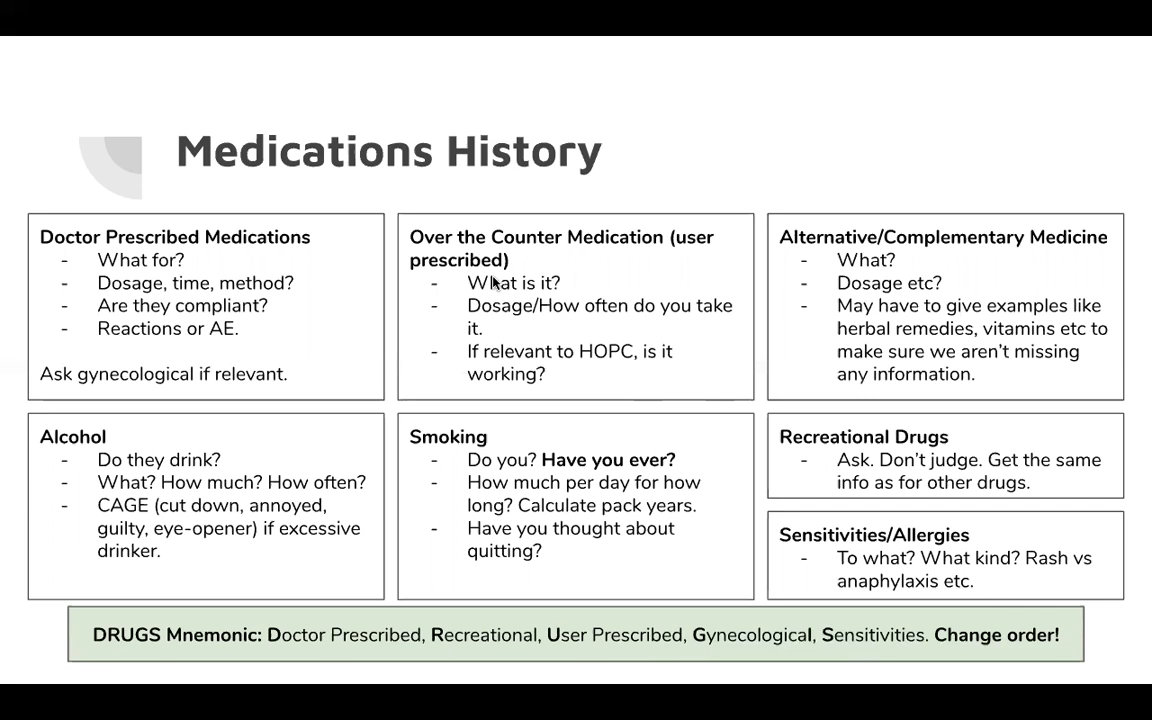 Medications History
Doctor Prescribed Medications
- What for?
- Dosage, time, method?
- Are they compliant?
- Reactions or AE.
Ask gynecological if relevant.
Over the Counter Medication (user
prescribed)
- What is it?
- Dosage/How often do you take
it.
- If relevant to HOPC, is it
working?
Alternative/Complementary Medicine
- What?
- Dosage etc?
- May have to give examples like
herbal remedies, vitamins etc to
make sure we aren't missing
any information.
Alcohol
- Do they drink?
- What? How much? How often?
- CAGE (cut down, annoyed,
guilty, eye-opener) if excessive
drinker.
Smoking
- Do you? Have you ever?
- How much per day for how
long? Calculate pack years.
- Have you thought about
quitting?
Recreational Drugs
- Ask. Don't judge. Get the same
info as for other drugs.
Sensitivities/Allergies
- To what? What kind? Rash vs
anaphylaxis etc.
DRUGS Mnemonic: Doctor Prescribed, Recreational, User Prescribed, Gynecological, Sensitivities. Change order!